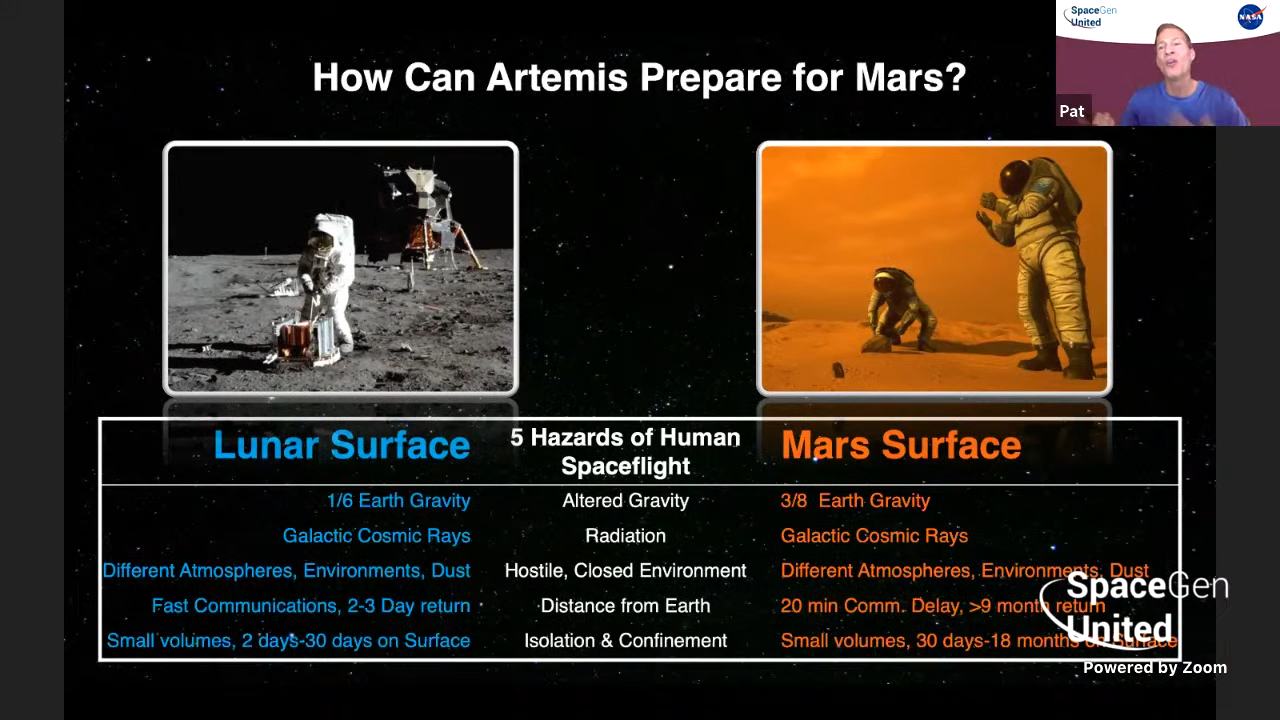 SpaceGen
United
NASA
How Can Artemis Prepare for Mars?
Pat
Lunar Surface
5 Hazards of Human
Spaceflight
Mars Surface
1/6 Earth Gravity
Altered Gravity
3/8 Earth Gravity
Galactic Cosmic Rays
Radiation
Galactic Cosmic Rays
Different Atmospheres, Environments, Dust
Hostile, Closed Environment
Different Atmospheres, Environments, Dust
Fast Communications, 2-3 Day return
Distance from Earth
20 min Comm. Delay, >9 month return
Small volumes, 2 days-30 days on Surface
Isolation & Confinement
Small volumes, 30 days-18 months on Surface
SpaceGen
United
Powered by Zoom